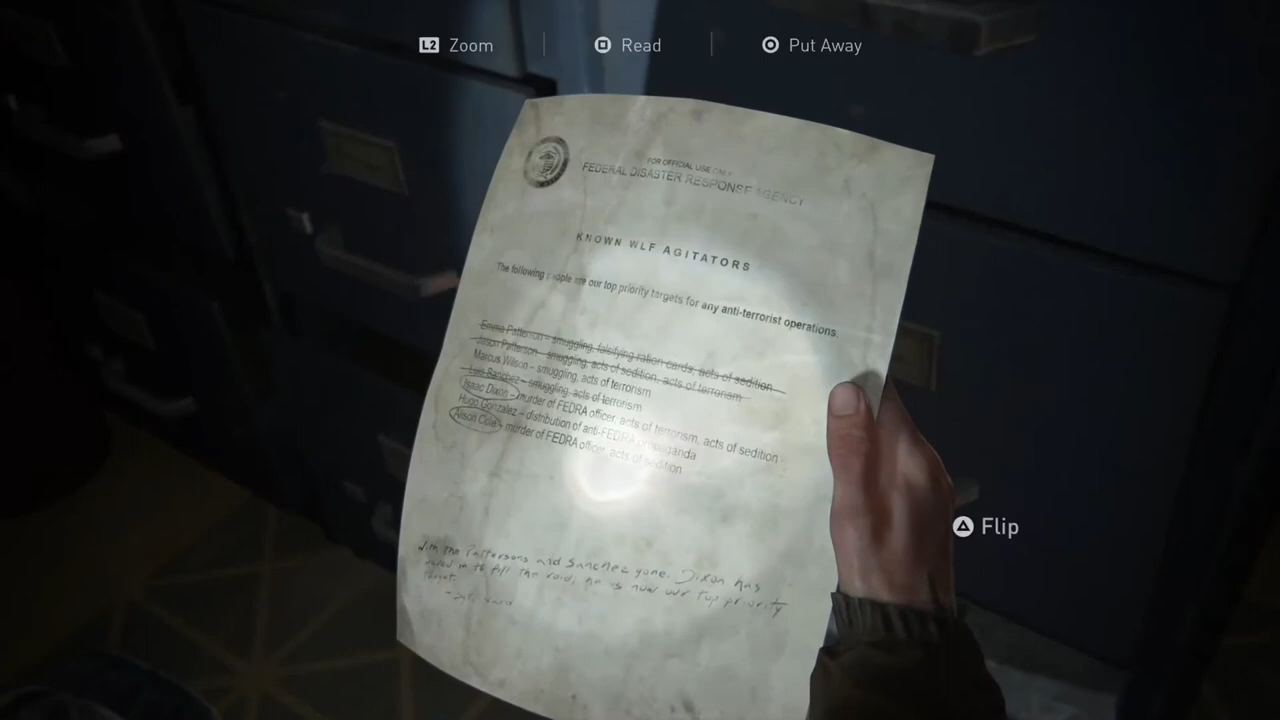 L2 Zoom | Read | Put Away
FOR OFFICIAL USE ONLY
FEDERAL DISASTER RESPONSE AGENCY
KNOWN WLF AGITATORS
The following people are our top priority targets for any anti-terrorist operations.
Emma Patterson - smuggling, falsifying ration cards, acts of sedition
Jason Patterson - smuggling, acts of sedition, acts of terrorism
Marcus Wilson - smuggling, acts of terrorism
Luis Sanchez - smuggling, acts of terrorism
Isaac Dixon - murder of FEDRA officer, acts of terrorism, acts of sedition
Hugo Gonzalez - distribution of anti-FEDRA propaganda
Alison Cole - murder of FEDRA officer, acts of sedition
Flip
With the Pattersons and Sanchez gone, Dixon has
moved in to fill the void, he is now our top priority
target.